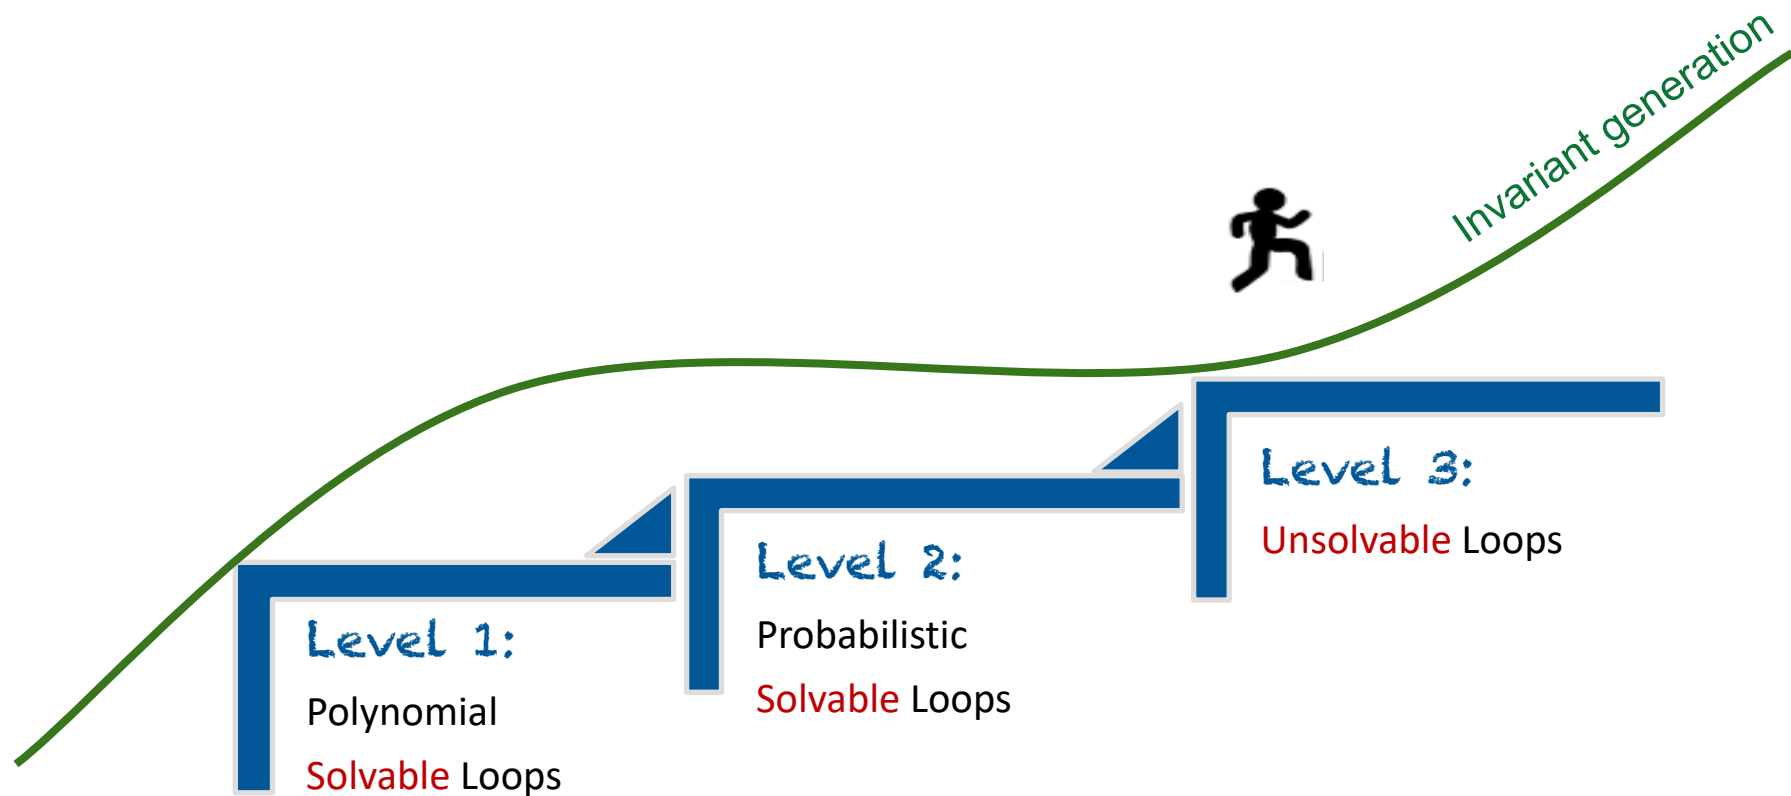 Invariant generation
Level 1:
Polynomial
Solvable Loops
Level 2:
Probabilistic
Solvable Loops
Level 3:
Unsolvable Loops